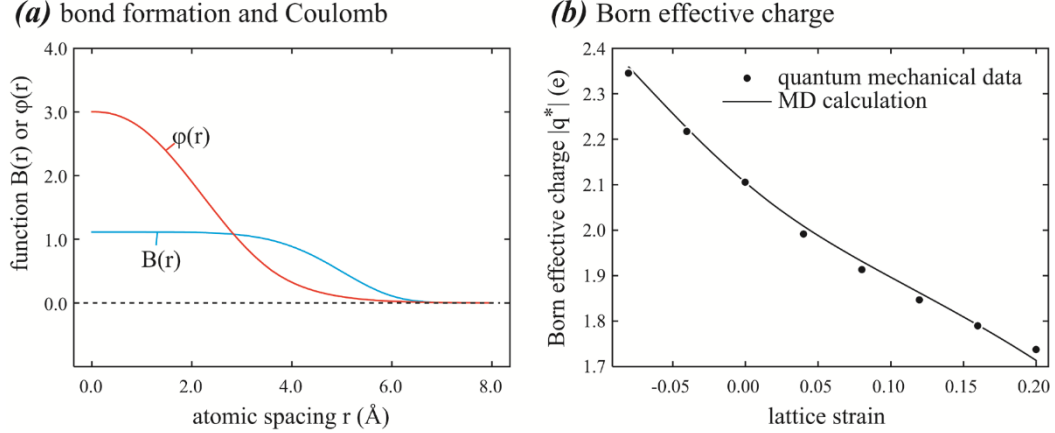 (a) bond formation and Coulomb
function B(r) or φ(r)
4.0
3.0
2.0
1.0
0.0
φ(r)
B(r)
0.0 2.0 4.0 6.0 8.0
atomic spacing r (Å)
(b) Born effective charge
Born effective charge |q*| (e)
2.4
2.3
2.2
2.1
2.0
1.9
1.8
1.7
quantum mechanical data
MD calculation
-0.05 0.00 0.05 0.10 0.15 0.20
lattice strain